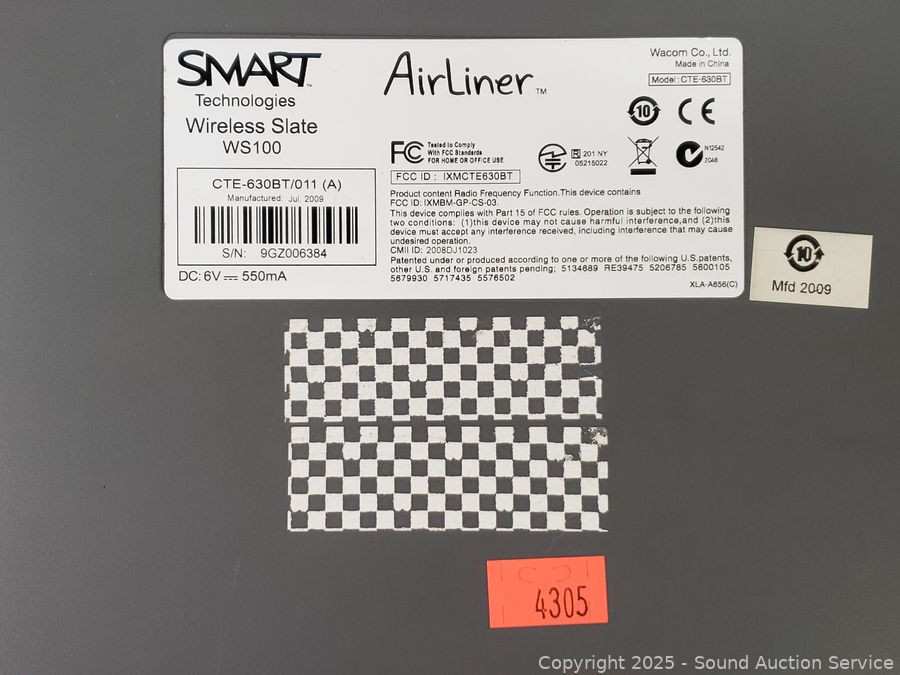 SMART™
Technologies
Wireless Slate
WS100
CTE-630BT/011 (A)
Manufactured: Jul. 2009
S/N: 9GZ006384
DC: 6V 550mA
AirLiner™
Wacom Co., Ltd.
Made in China
Model: CTE-630BT
10
CE
FC Tested to Comply
With FCC Standards
FOR HOME OR OFFICE USE
R 201 NY
05215022
N12542
Z048
FCC ID : IXMCTE630BT
Product content Radio Frequency Function.This device contains
FCC ID: IXMBM-GP-CS-03.
This device complies with Part 15 of FCC rules. Operation is subject to the following
two conditions: (1)this device may not cause harmful interference,and (2)this
device must accept any interference received, including interference that may cause
undesired operation.
CMII ID: 2008DJ1023
Patented under or produced according to one or more of the following U.S.patents,
other U.S. and foreign patents pending; 5134689 RE39475 5206785 5600105
5679930 5717435 5576502
XLA-A656(C)
10
Mfd 2009
4305
Copyright 2025 - Sound Auction Service